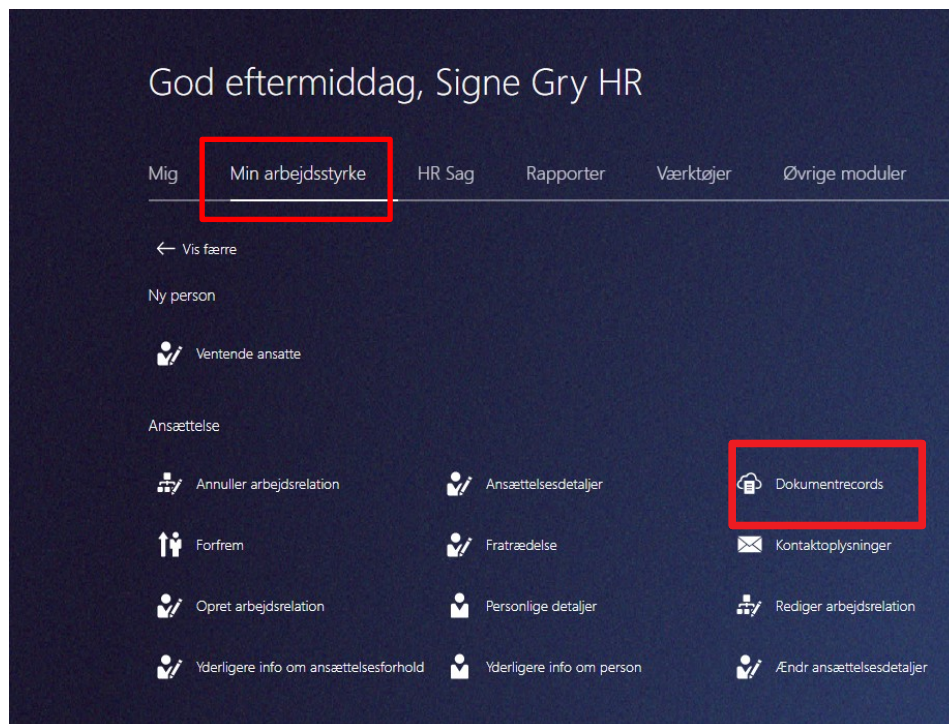 God eftermiddag, Signe Gry HR
Mig Min arbejdsstyrke HR Sag Rapporter Værktøjer Øvrige moduler
Vis færre
Ny person
Ventende ansatte
Ansættelse
Annuller arbejdsrelation Ansættelsesdetaljer Dokumentrecords
Forfrem Fratrædelse Kontaktoplysninger
Opret arbejdsrelation Personlige detaljer Rediger arbejdsrelation
Yderligere info om ansættelsesforhold Yderligere info om person Ændr ansættelsesdetaljer